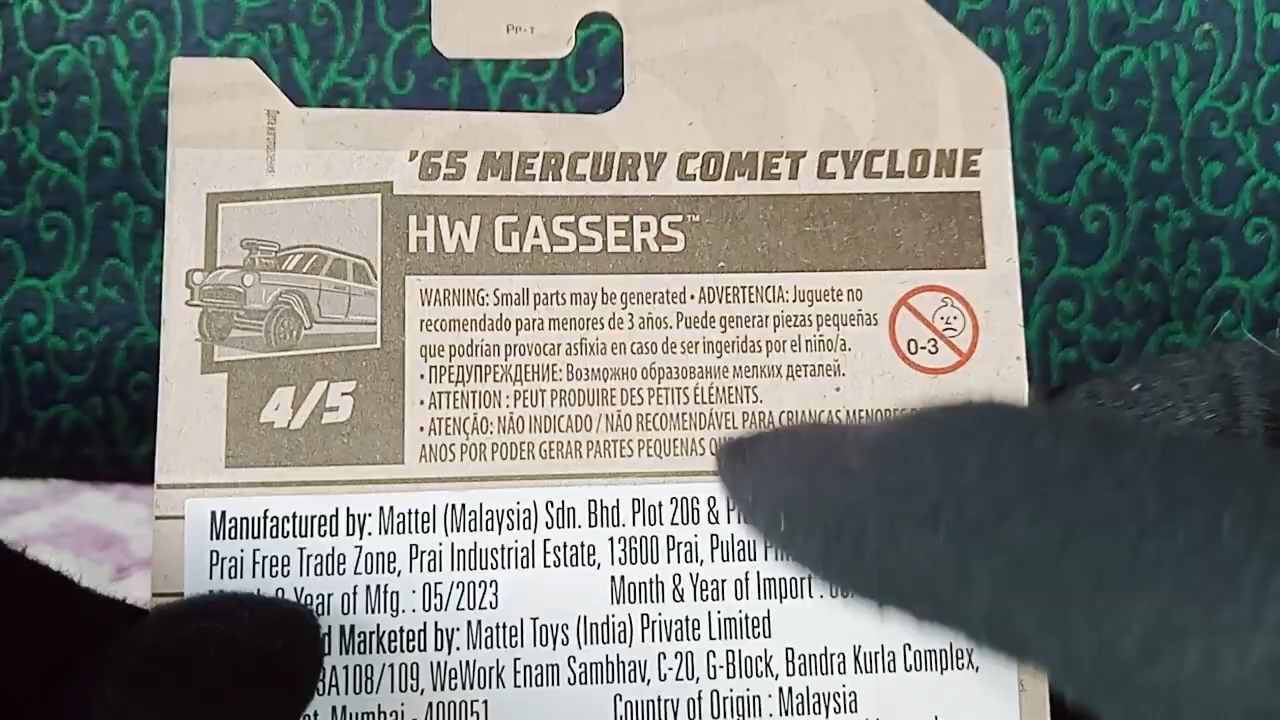 '65 MERCURY COMET CYCLONE
HW GASSERS™
WARNING: Small parts may be generated • ADVERTENCIA: Juguete no
recomendado para menores de 3 años. Puede generar piezas pequeñas
que podrían provocar asfixia en caso de ser ingeridas por el niño/a.
• ПРЕДУПРЕЖДЕНИЕ: Возможно образование мелких деталей.
• ATTENTION : PEUT PRODUIRE DES PETITS ÉLÉMENTS.
• ATENÇÃO: NÃO INDICADO / NÃO RECOMENDÁVEL PARA CRIANÇAS MENORES
ANOS POR PODER GERAR PARTES PEQUENAS
0-3
4/5
Manufactured by: Mattel (Malaysia) Sdn. Bhd. Plot 206 &
Prai Free Trade Zone, Prai Industrial Estate, 13600 Prai, Pulau
Year of Mfg. : 05/2023 Month & Year of Import :
Marketed by: Mattel Toys (India) Private Limited
3A108/109, WeWork Enam Sambhav, C-20, G-Block, Bandra Kurla Complex,
Mumbai - 400051 Country of Origin : Malaysia